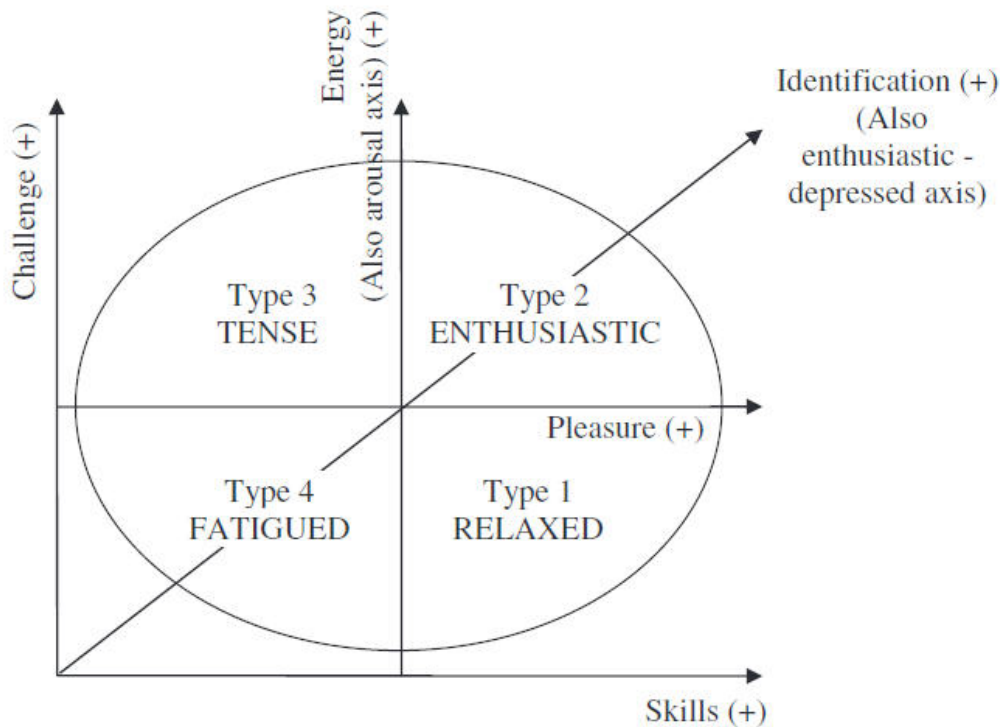 Energy
(Also arousal axis) (+)
Identification (+)
(Also
enthusiastic -
depressed axis)
Challenge (+)
Type 3
TENSE
Type 2
ENTHUSIASTIC
Pleasure (+)
Type 4
FATIGUED
Type 1
RELAXED
Skills (+)